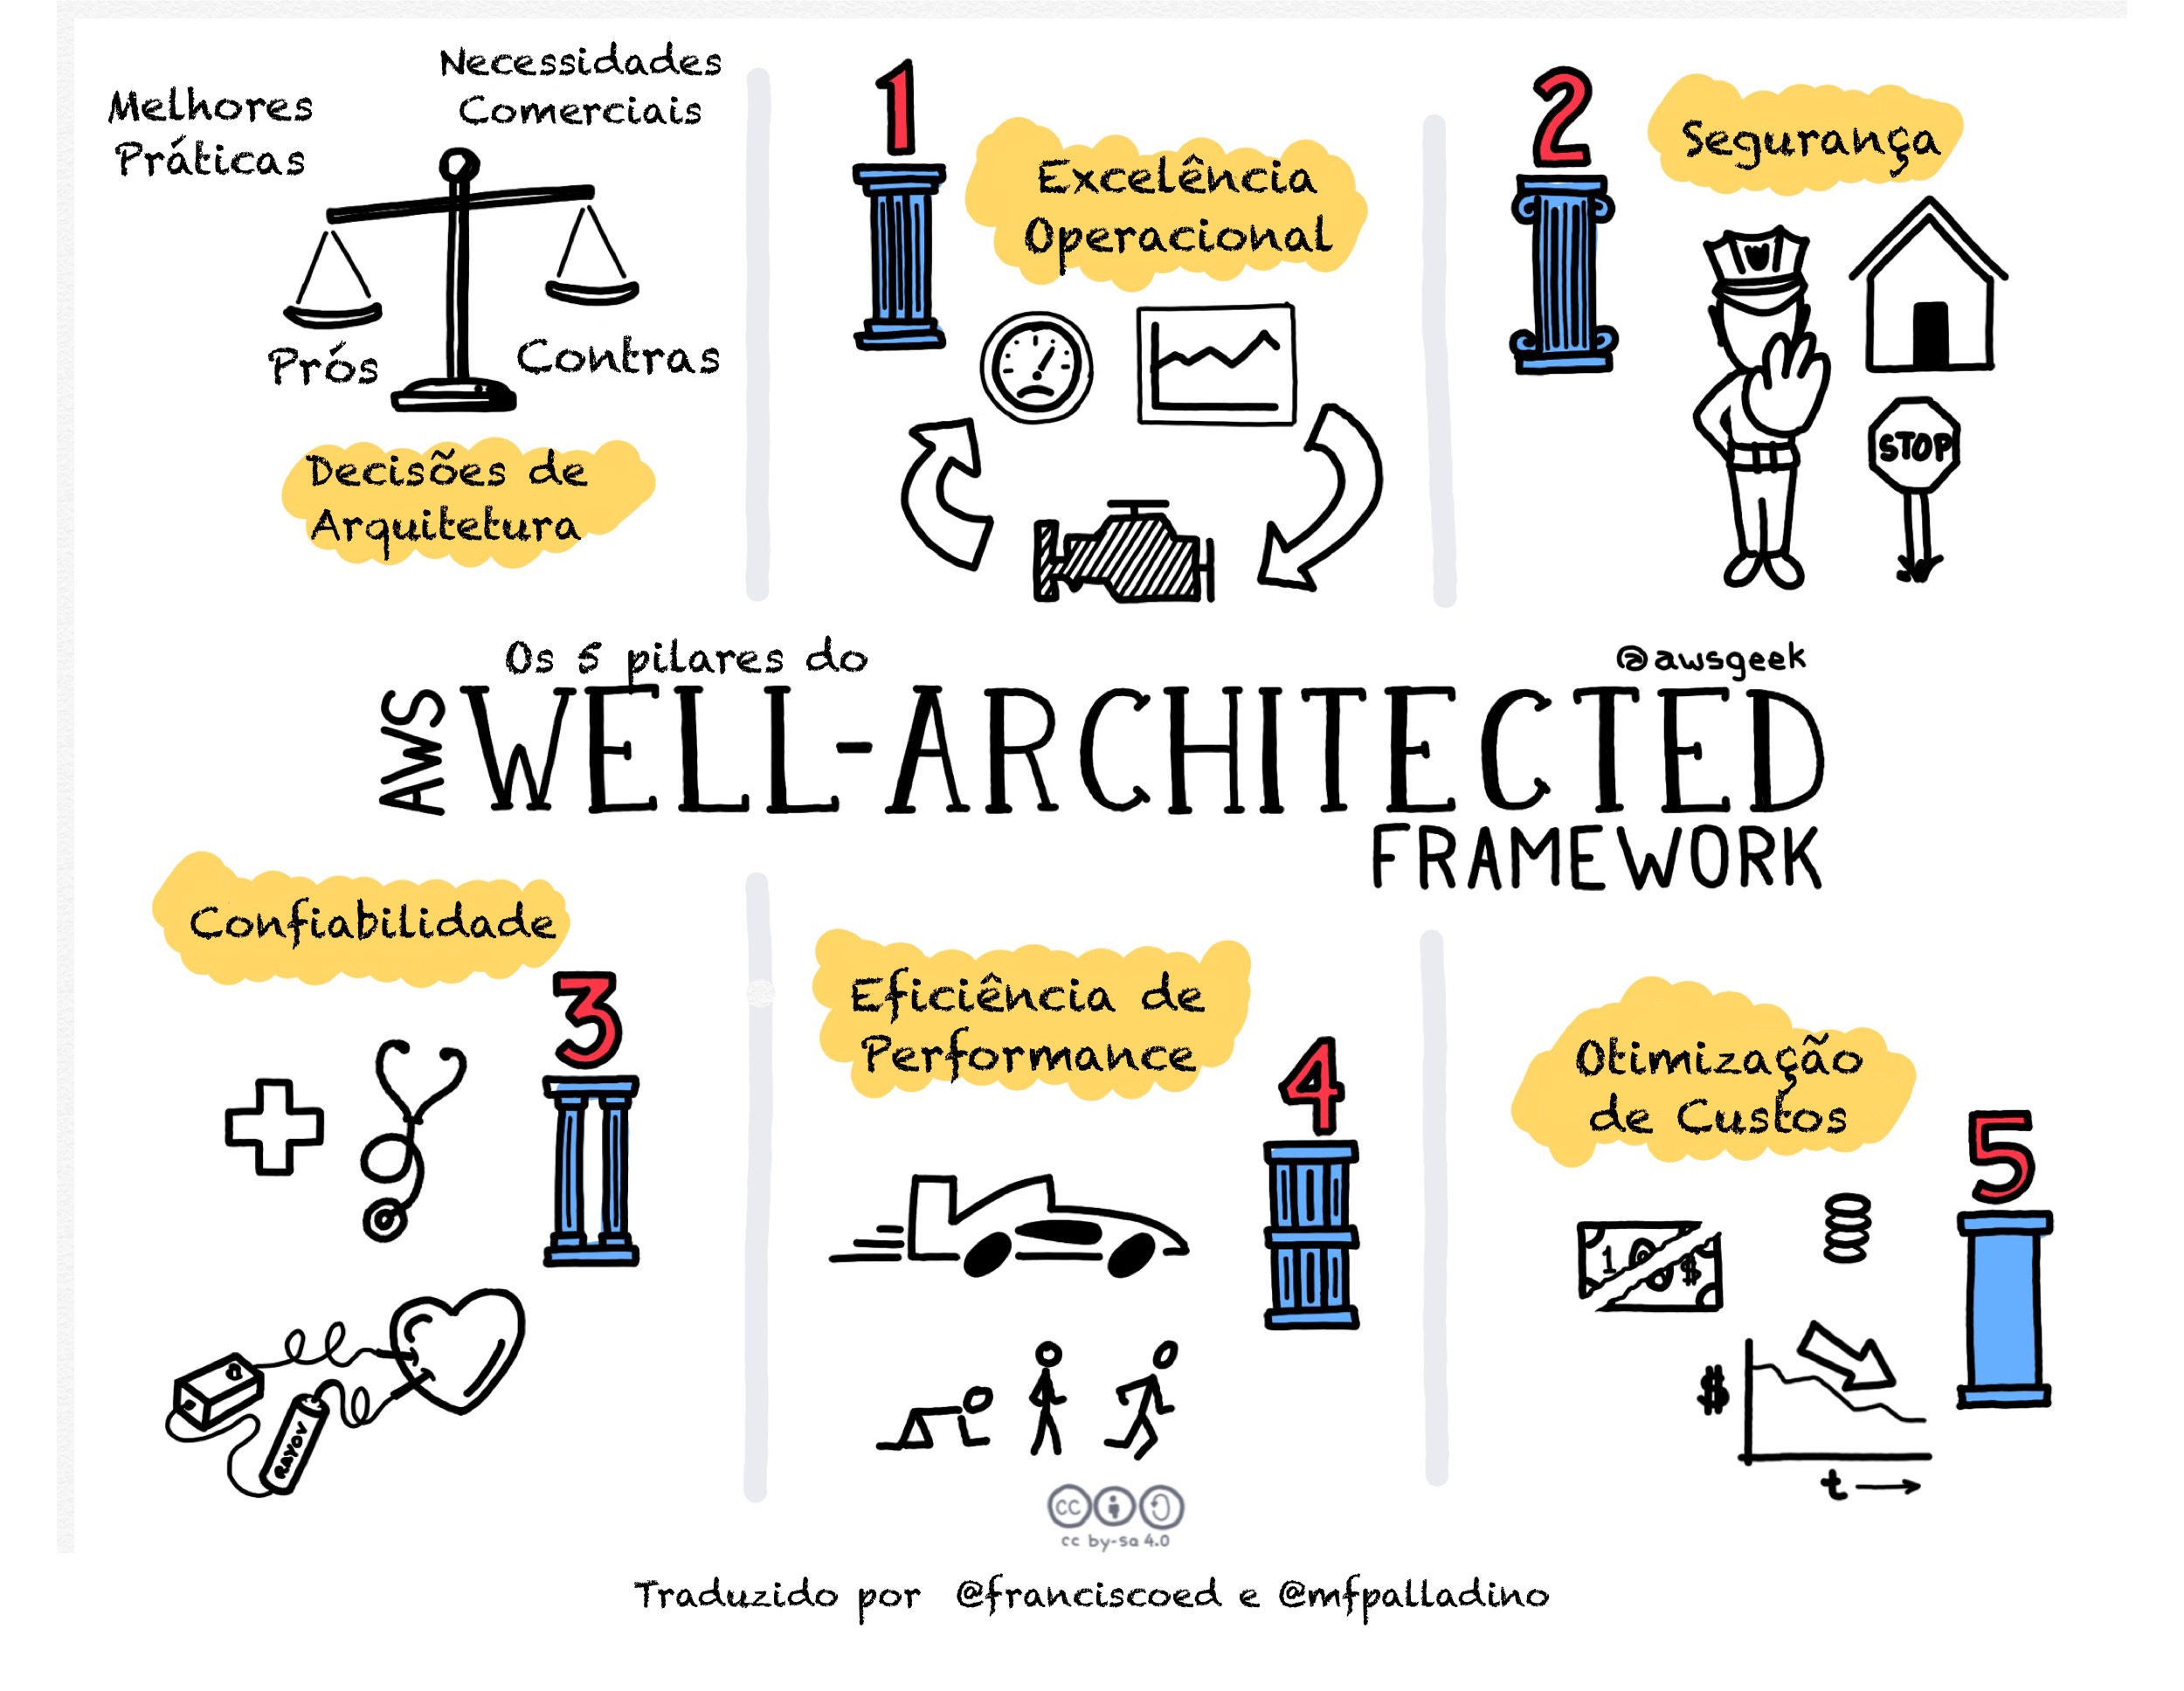 Melhores
Práticas
Necessidades
Comerciais
Prós
Contras
Decisões de
Arquitetura
1
Excelência
Operacional
2
Segurança
STOP
Os 5 pilares do
@awsgeek
AWS
WELL-ARCHITECTED
FRAMEWORK
Confiabilidade
3
RAYOV
Eficiência de
Performance
4
Otimização
de Custos
5
1
$
$
t
cc
cc by-sa 4.0
Traduzido por @franciscoed e @mfpalladino